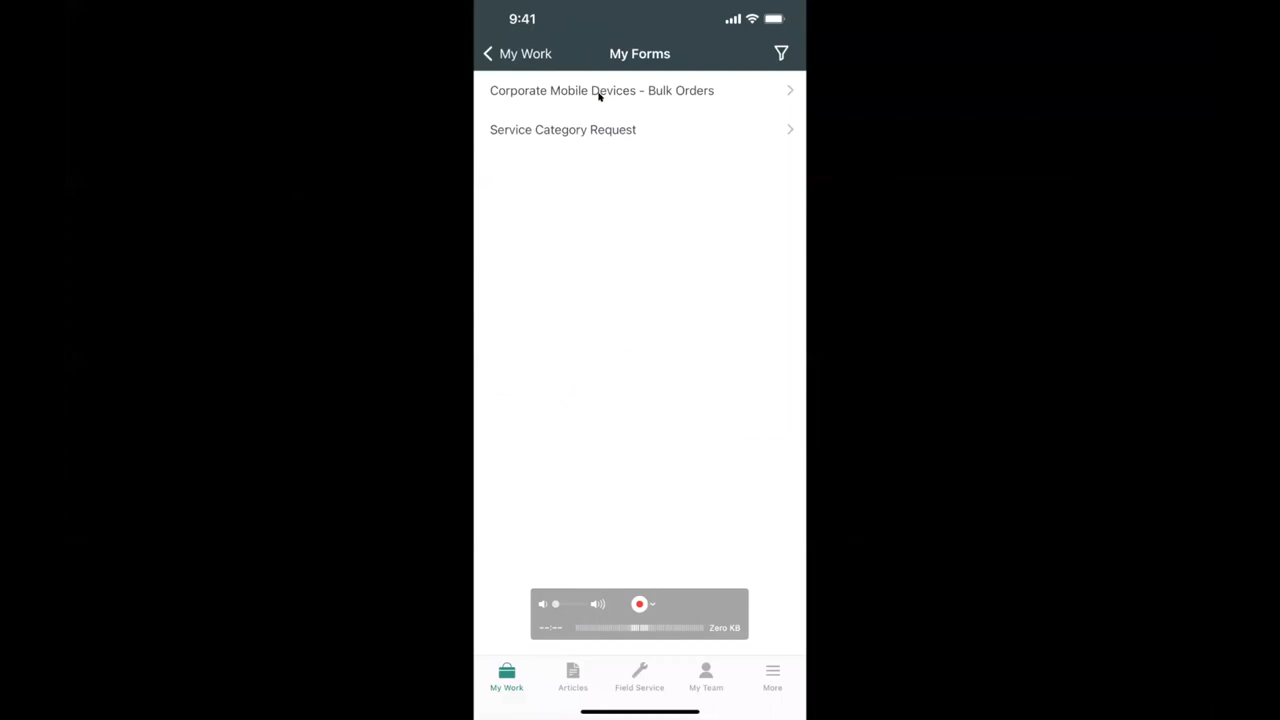 9:41
My Work
My Forms
Corporate Mobile Devices - Bulk Orders
Service Category Request
--:--
Zero KB
My Work
Articles
Field Service
My Team
More